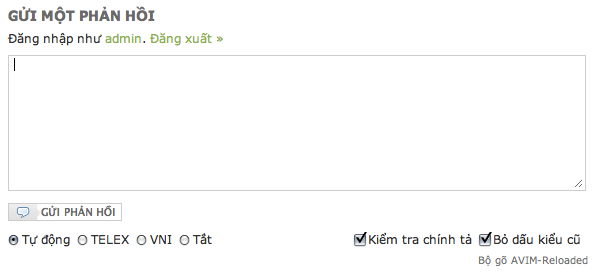 GỬI MỘT PHẢN HỒI
Đăng nhập như admin. Đăng xuất »
GỬI PHẢN HỒI
Tự động TELEX VNI Tắt Kiểm tra chính tả Bỏ dấu kiểu cũ
Bộ gõ AVIM-Reloaded